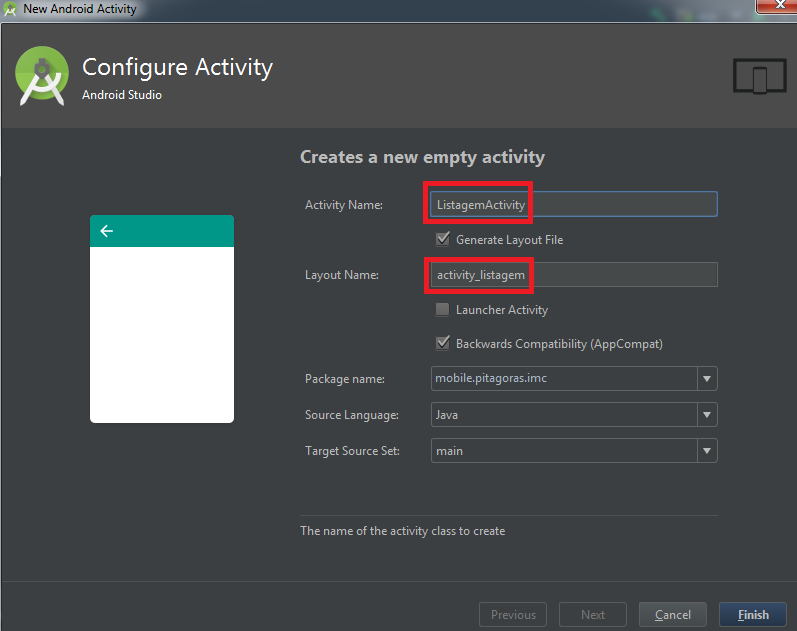 New Android Activity
Configure Activity
Android Studio
Creates a new empty activity
Activity Name: ListagemActivity
Generate Layout File
Layout Name: activity_listagem
Launcher Activity
Backwards Compatibility (AppCompat)
Package name: mobile.pitagoras.imc
Source Language: Java
Target Source Set: main
The name of the activity class to create
Previous Next Cancel Finish